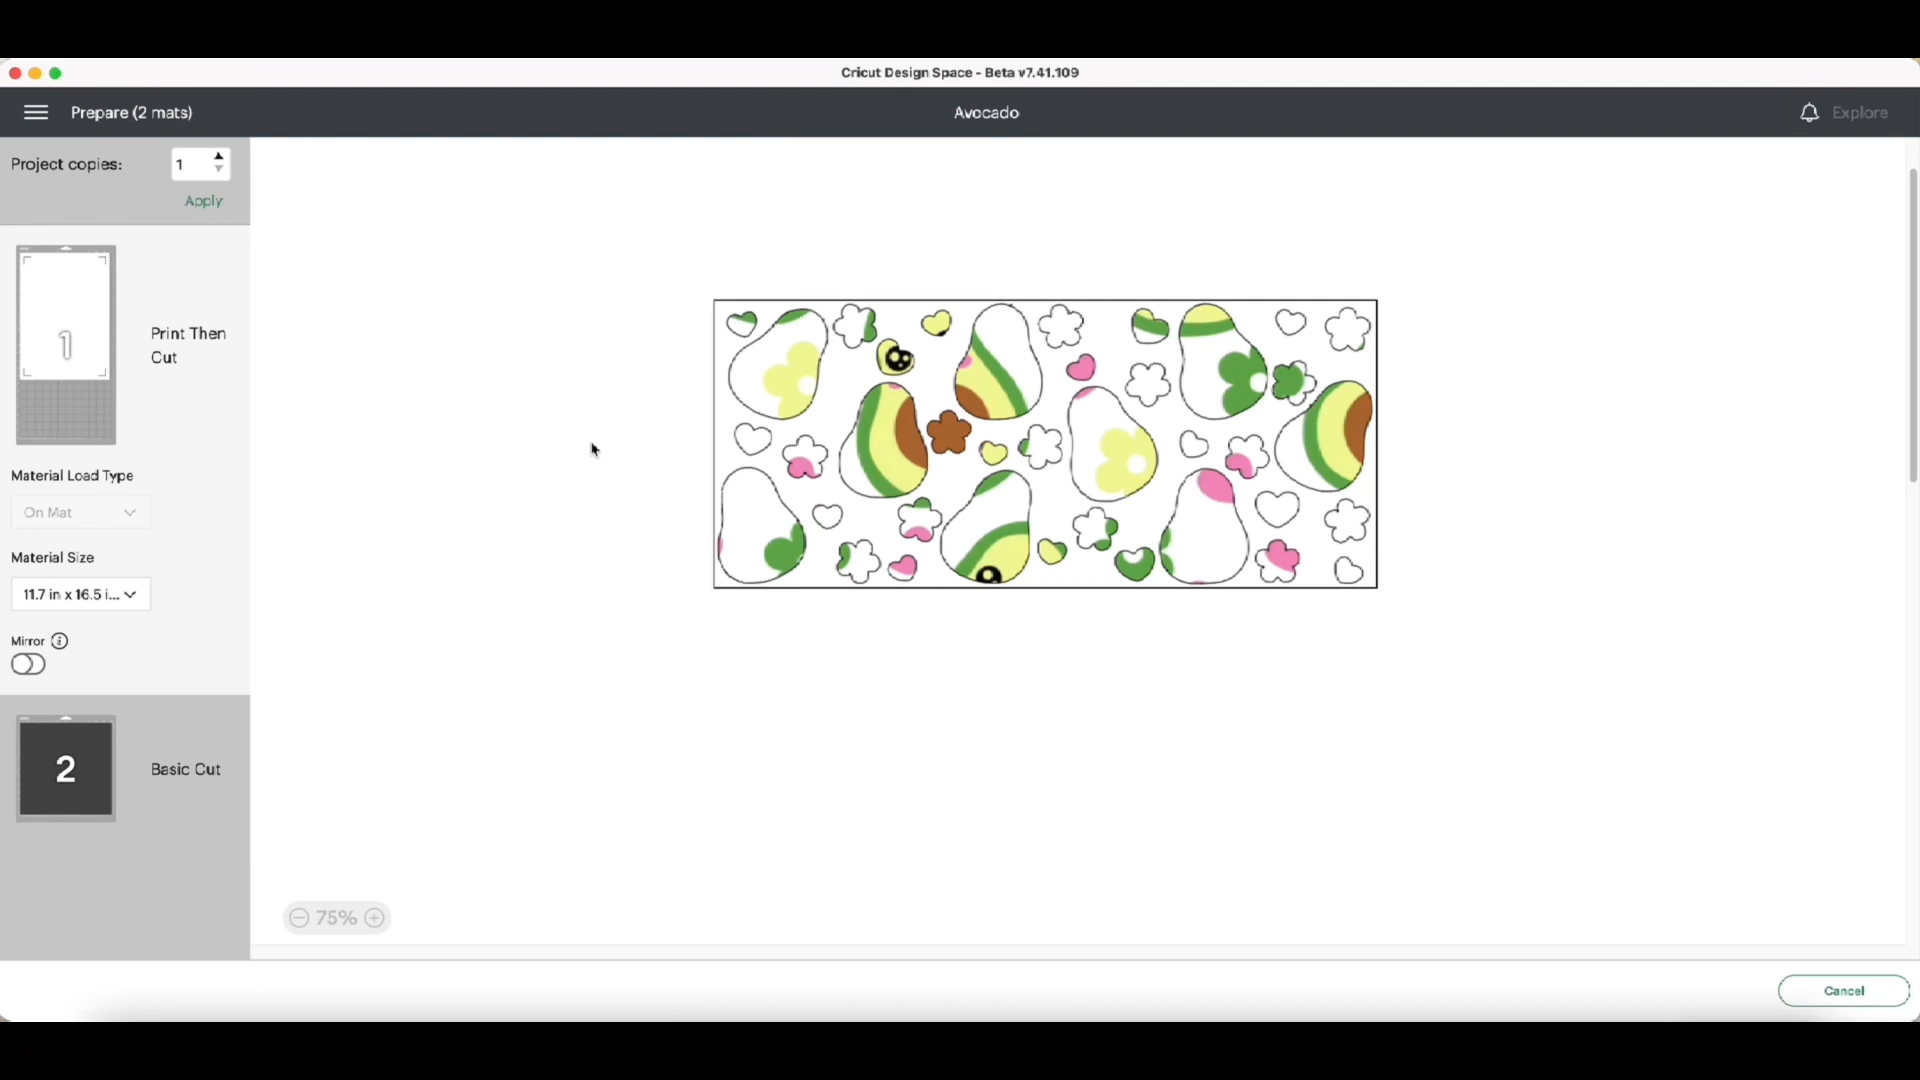 Cricut Design Space - Beta v7.41.109
Prepare (2 mats)
Avocado
Explore
Project copies:
1
Apply
1
Print Then
Cut
Material Load Type
On Mat
Material Size
11.7 in x 16.5 i...
Mirror
2
Basic Cut
75%
Cancel